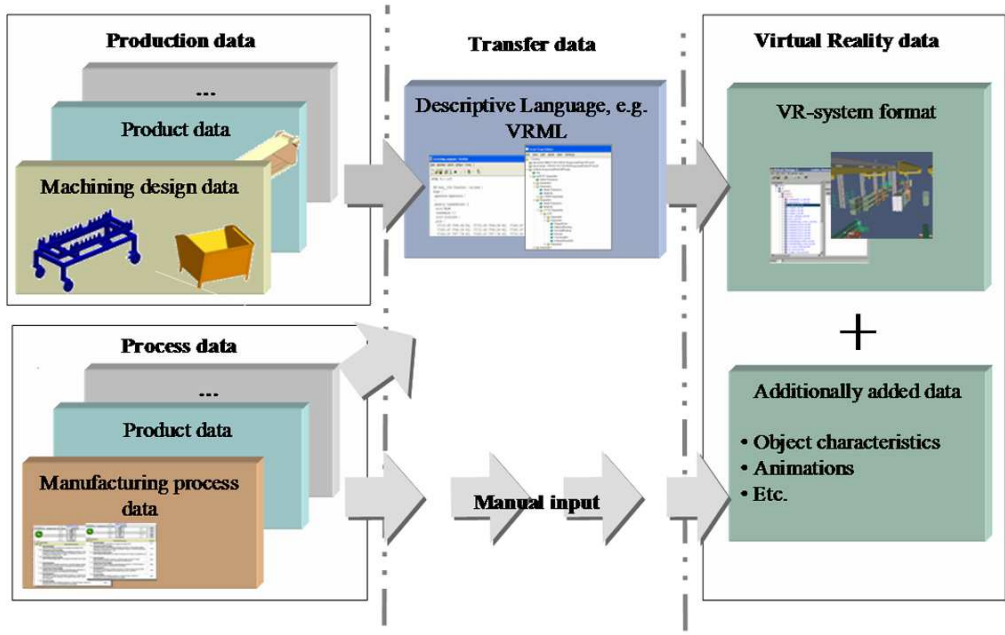 Production data
...
Product data
Machining design data
Process data
...
Product data
Manufacturing process
data
Transfer data
Descriptive Language, e.g.
VRML
Manual input
Virtual Reality data
VR-system format
+
Additionally added data
• Object characteristics
• Animations
• Etc.